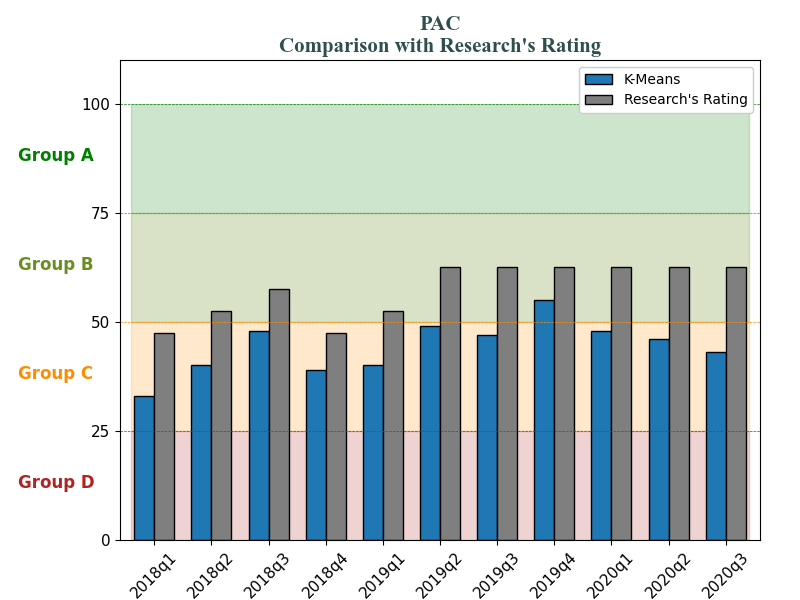 PAC
Comparison with Research's Rating
K-Means
Research's Rating
100
Group A
75
Group B
50
Group C
25
Group D
0
2018q1
2018q2
2018q3
2018q4
2019q1
2019q2
2019q3
2019q4
2020q1
2020q2
2020q3